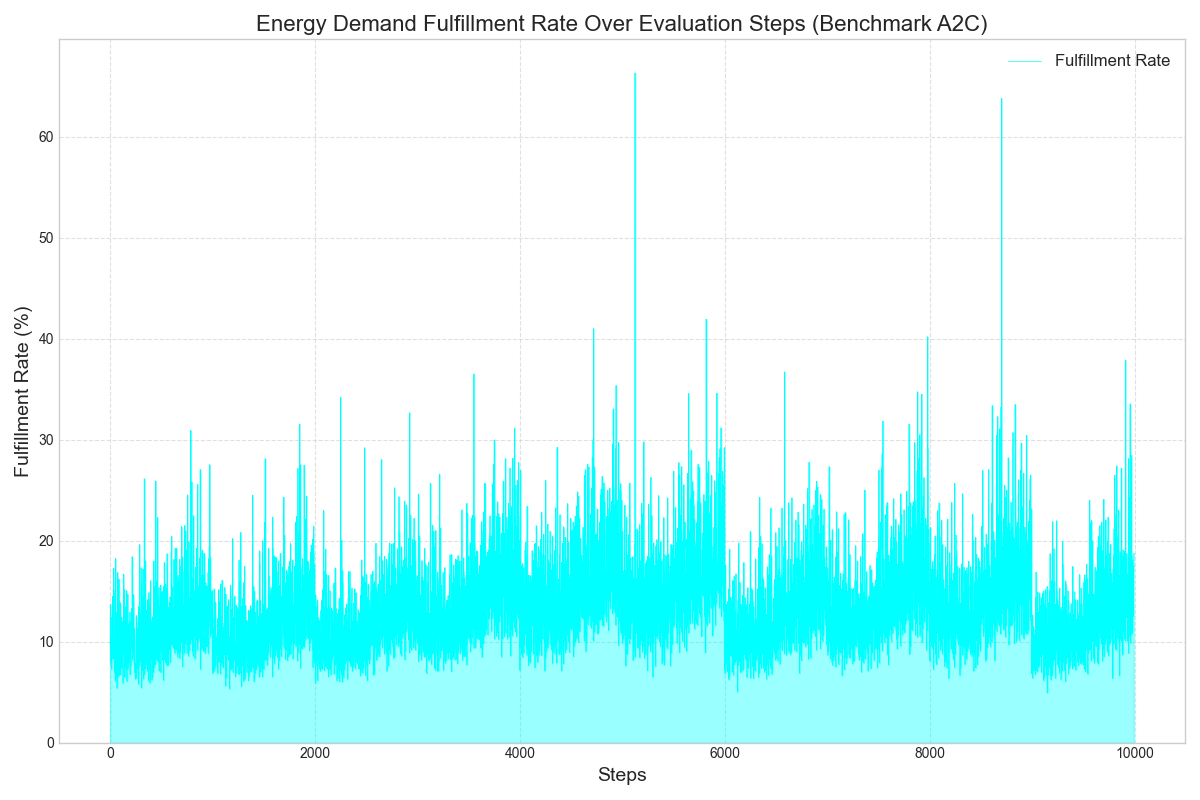 Energy Demand Fulfillment Rate Over Evaluation Steps (Benchmark A2C)
Fulfillment Rate
Fulfillment Rate (%)
60
50
40
30
20
10
0
0 2000 4000 6000 8000 10000
Steps